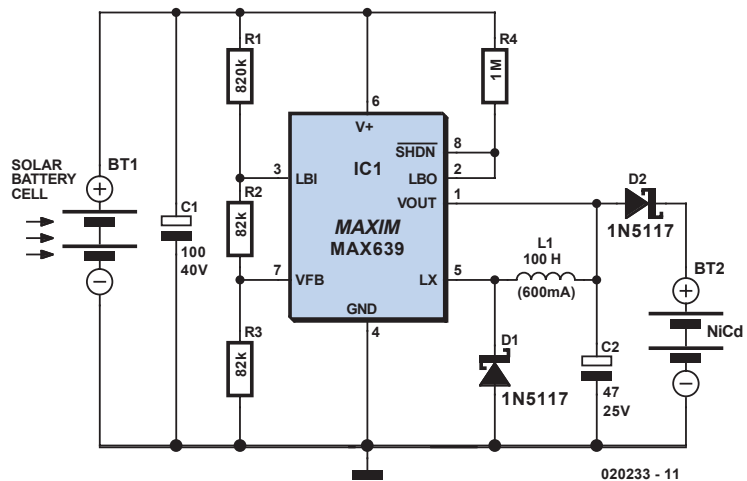 R1
820k
R4
1M
6
V+
SOLAR
BATTERY
CELL
BT1
C1
100
40V
3
LBI
IC1
SHDN
8
LBO
2
VOUT
1
D2
1N5117
R2
82k
MAXIM
MAX639
L1
100 H
(600mA)
7
VFB
LX
5
BT2
NiCd
GND
4
R3
82k
D1
1N5117
C2
47
25V
020233 - 11